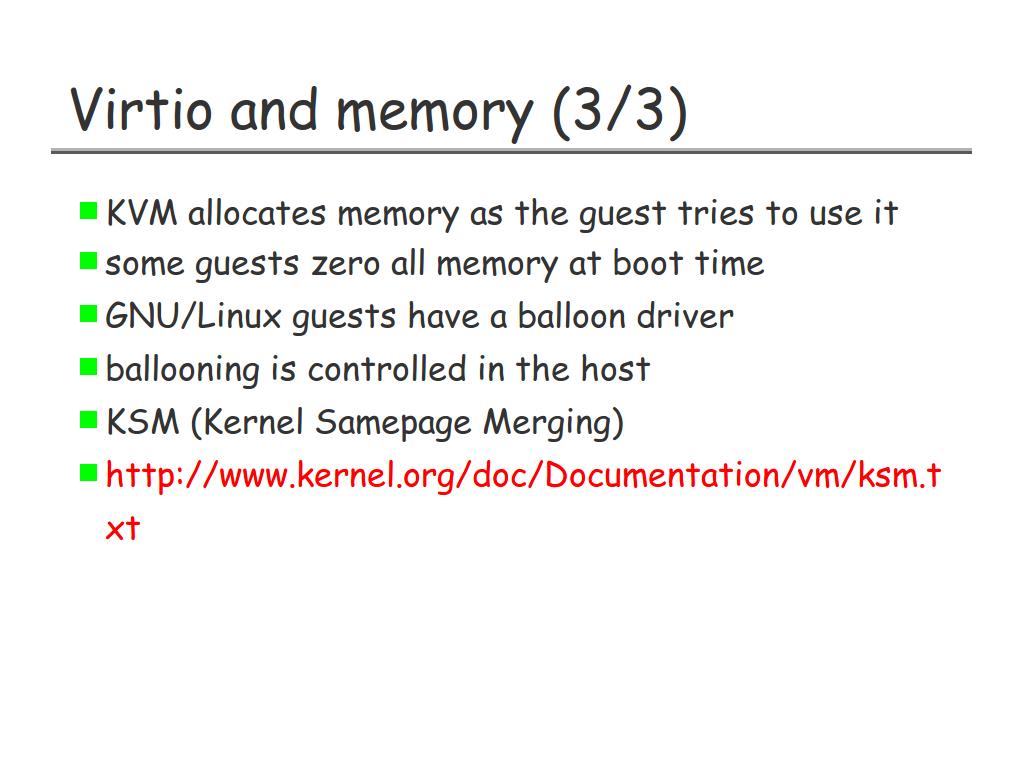 Virtio and memory (3/3)
KVM allocates memory as the guest tries to use it
some guests zero all memory at boot time
GNU/Linux guests have a balloon driver
ballooning is controlled in the host
KSM (Kernel Samepage Merging)
http://www.kernel.org/doc/Documentation/vm/ksm.t
xt